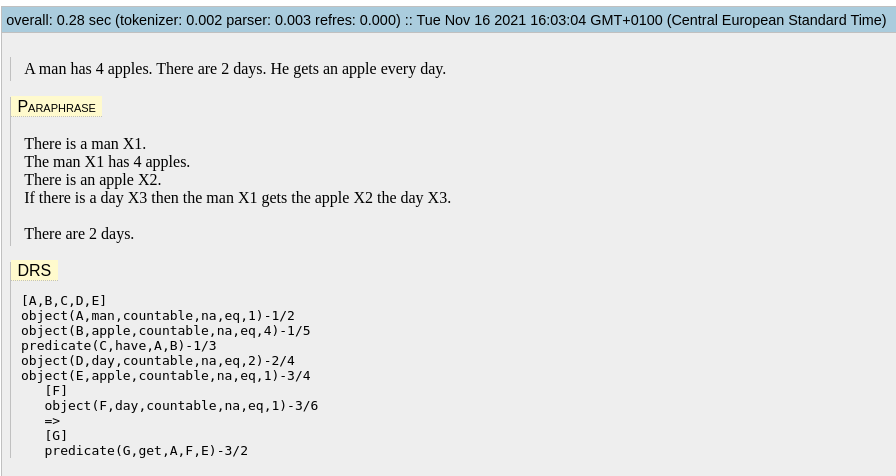 overall: 0.28 sec (tokenizer: 0.002 parser: 0.003 refres: 0.000) :: Tue Nov 16 2021 16:03:04 GMT+0100 (Central European Standard Time)
A man has 4 apples. There are 2 days. He gets an apple every day.
PARAPHRASE
There is a man X1.
The man X1 has 4 apples.
There is an apple X2.
If there is a day X3 then the man X1 gets the apple X2 the day X3.
There are 2 days.
DRS
[A,B,C,D,E]
object(A,man,countable,na,eq,1)-1/2
object(B,apple,countable,na,eq,4)-1/5
predicate(C,have,A,B)-1/3
object(D,day,countable,na,eq,2)-2/4
object(E,apple,countable,na,eq,1)-3/4
[F]
object(F,day,countable,na,eq,1)-3/6
=>
[G]
predicate(G,get,A,F,E)-3/2